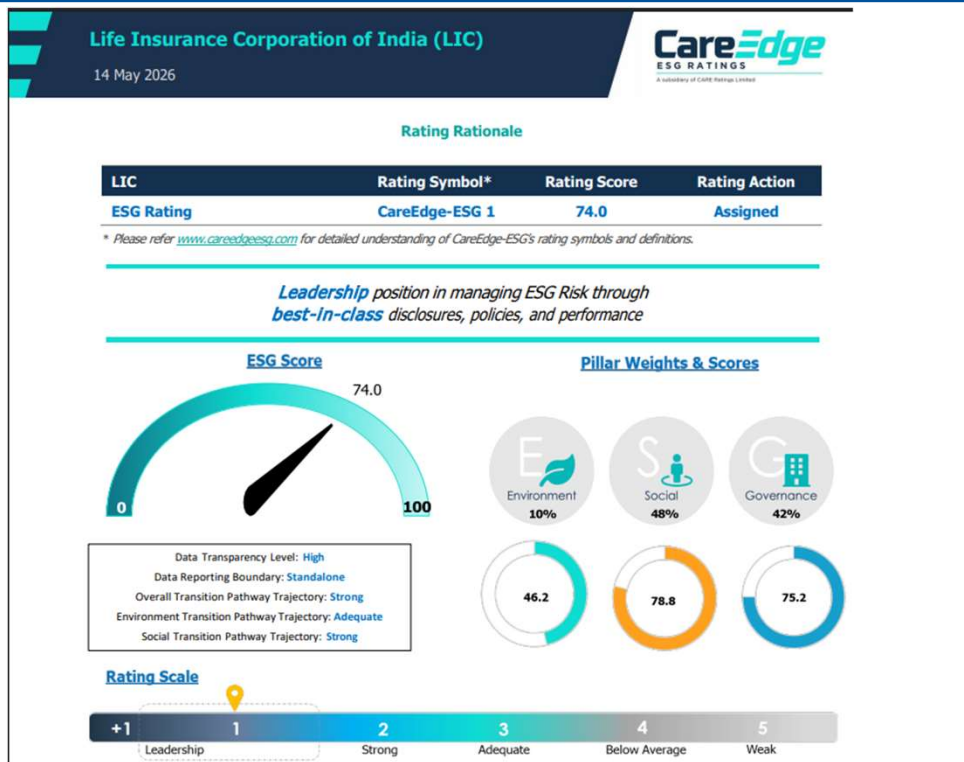 Life Insurance Corporation of India (LIC)
14 May 2026
CareEdge
ESG RATINGS
A subsidiary of CARE Ratings Limited
Rating Rationale
LIC Rating Symbol* Rating Score Rating Action
ESG Rating CareEdge-ESG 1 74.0 Assigned
* Please refer www.careedgeesg.com for detailed understanding of CareEdge-ESG's rating symbols and definitions.
Leadership position in managing ESG Risk through
best-in-class disclosures, policies, and performance
ESG Score
74.0
0
100
Data Transparency Level: High
Data Reporting Boundary: Standalone
Overall Transition Pathway Trajectory: Strong
Environment Transition Pathway Trajectory: Adequate
Social Transition Pathway Trajectory: Strong
Pillar Weights & Scores
E S G
Environment Social Governance
10% 48% 42%
46.2 78.8 75.2
Rating Scale
+1 1 2 3 4 5
Leadership Strong Adequate Below Average Weak